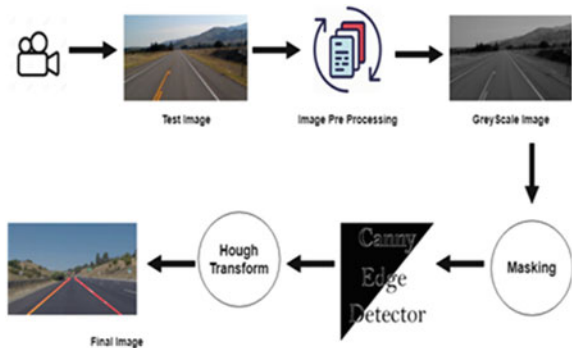 Test Image
Image Pre Processing
GreyScale Image
Masking
Canny
Edge
Detector
Hough
Transform
Final Image